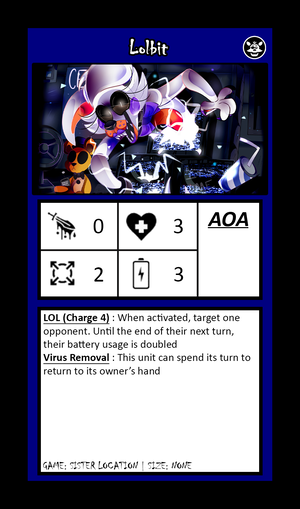 Lolbit
0
3
AOA
2
3
LOL (Charge 4) : When activated, target one
opponent. Until the end of their next turn,
their battery usage is doubled
Virus Removal : This unit can spend its turn to
return to its owner's hand
GAME: SISTER LOCATION | SIZE: NONE